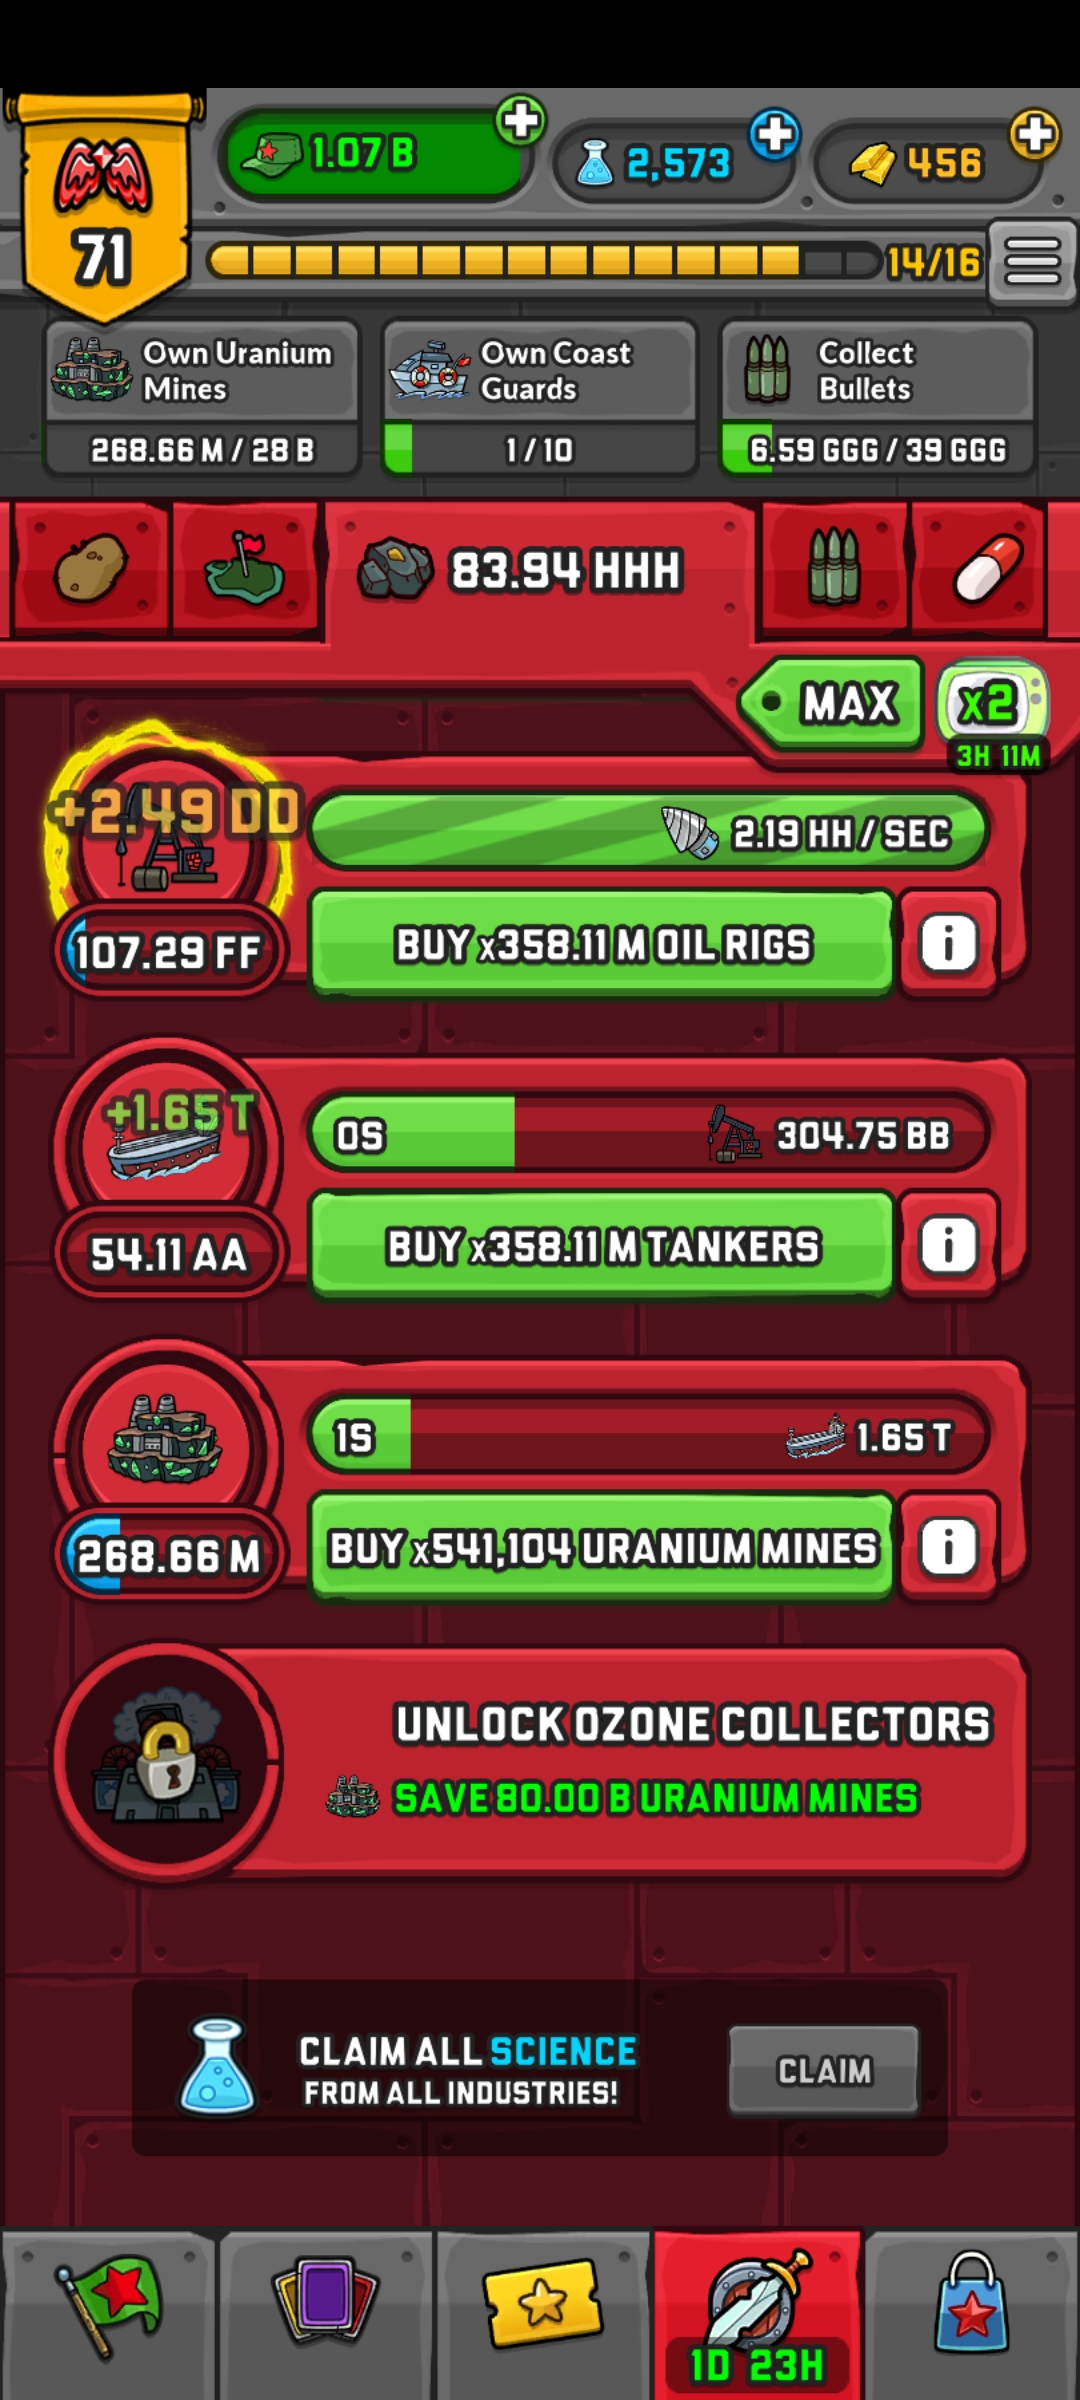 71
1.07 B
2,573
456
14/16
Own Uranium
Mines
268.66 M / 28 B
Own Coast
Guards
1 / 10
Collect
Bullets
6.59 GGG / 39 GGG
83.94 HHH
MAX
x2
3H 11M
+2.49 DD
2.19 HH / SEC
107.29 FF
BUY x358.11 M OIL RIGS
i
+1.65 T
0S
304.75 BB
54.11 AA
BUY x358.11 M TANKERS
i
1S
1.65 T
268.66 M
BUY x541,104 URANIUM MINES
i
UNLOCK OZONE COLLECTORS
SAVE 80.00 B URANIUM MINES
CLAIM ALL SCIENCE
FROM ALL INDUSTRIES!
CLAIM
1D 23H